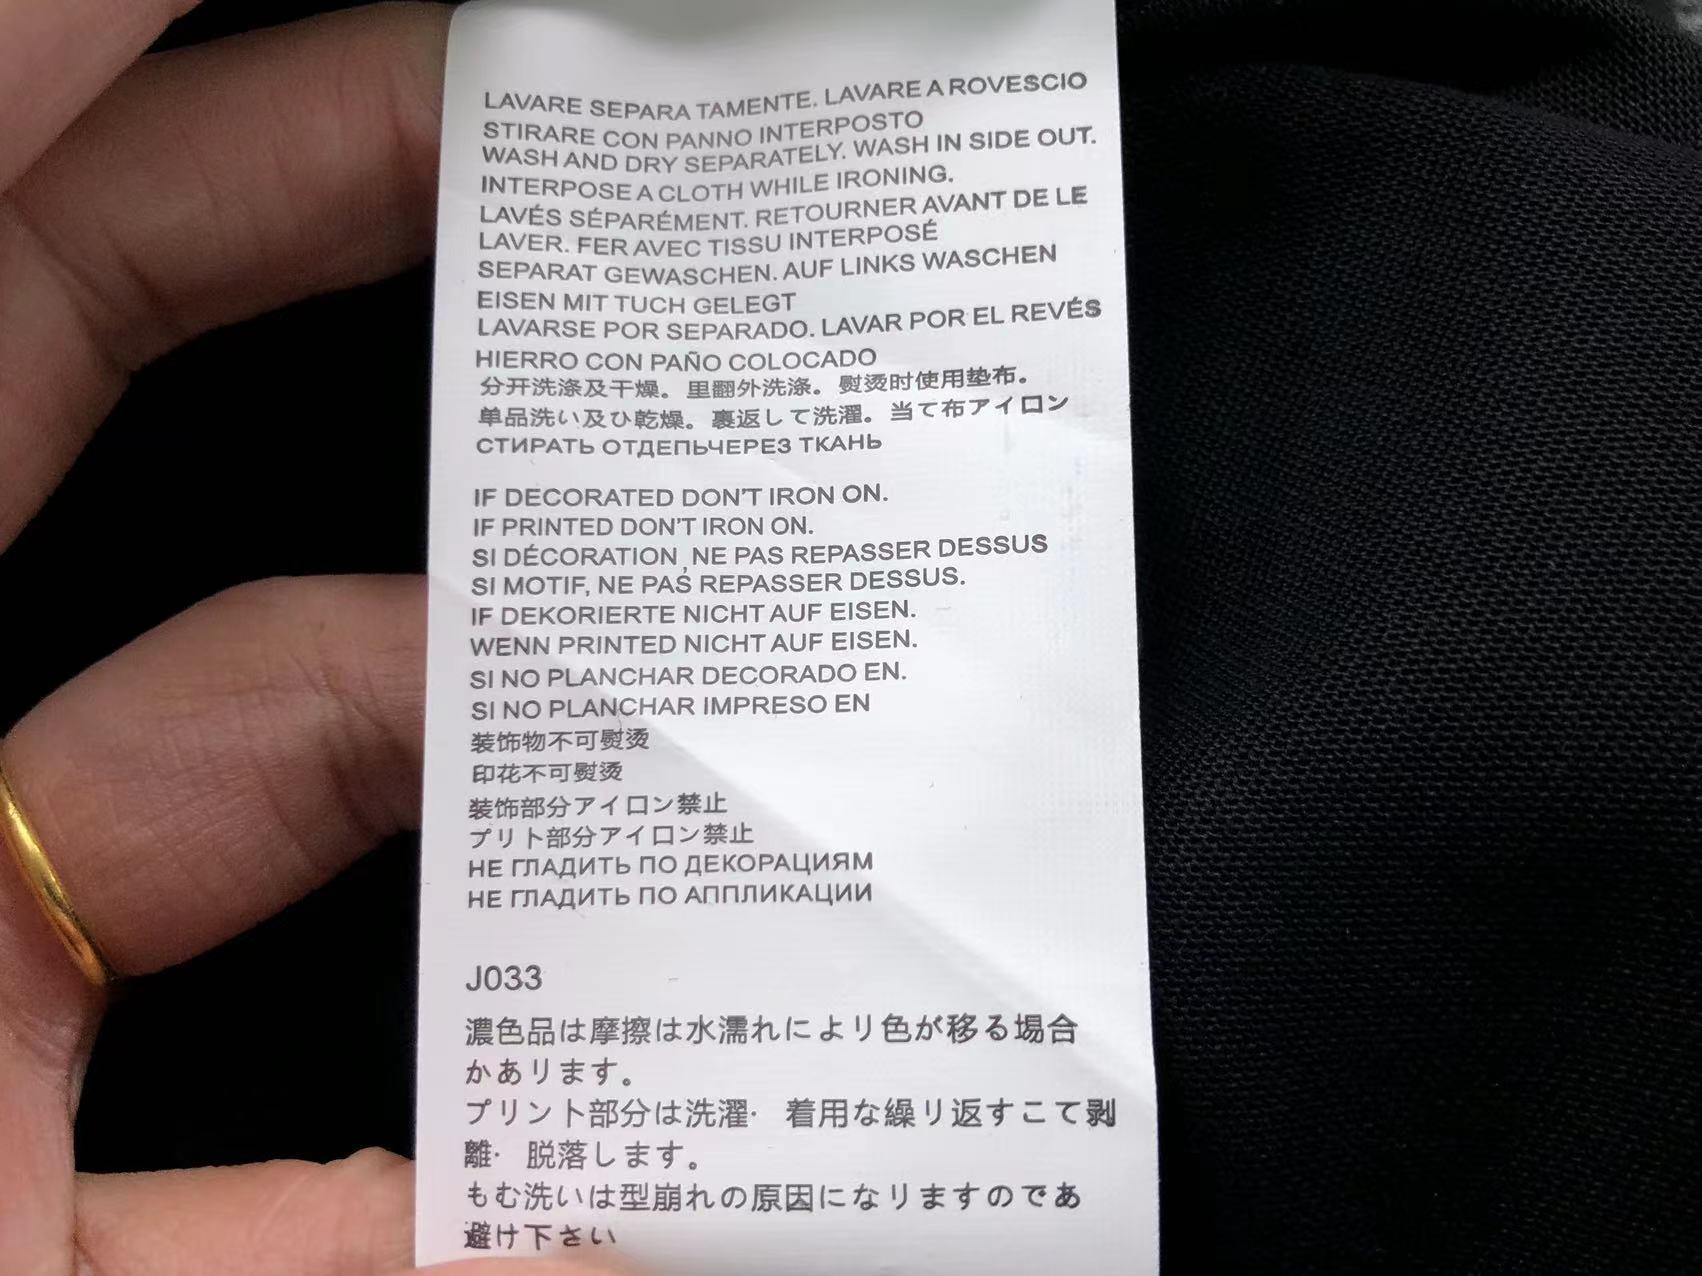 LAVARE SEPARA TAMENTE. LAVARE A ROVESCIO
STIRARE CON PANNO INTERPOSTO
WASH AND DRY SEPARATELY. WASH IN SIDE OUT.
INTERPOSE A CLOTH WHILE IRONING.
LAVÉS SÉPARÉMENT. RETOURNER AVANT DE LE
LAVER. FER AVEC TISSU INTERPOSÉ
SEPARAT GEWASCHEN. AUF LINKS WASCHEN
EISEN MIT TUCH GELEGT
LAVARSE POR SEPARADO. LAVAR POR EL REVÉS
HIERRO CON PAÑO COLOCADO
分开洗涤及干燥。里翻外洗涤。熨烫时使用垫布。
单品洗い及ひ乾燥。裏返して洗濯。当て布アイロン
СТИРАТЬ ОТДЕПЬЧЕРЕЗ ТКАНЬ
IF DECORATED DON'T IRON ON.
IF PRINTED DON'T IRON ON.
SI DÉCORATION, NE PAS REPASSER DESSUS
SI MOTIF, NE PAS REPASSER DESSUS.
IF DEKORIERTE NICHT AUF EISEN.
WENN PRINTED NICHT AUF EISEN.
SI NO PLANCHAR DECORADO EN.
SI NO PLANCHAR IMPRESO EN
装饰物不可熨烫
印花不可熨烫
装饰部分アイロン禁止
プリト部分アイロン禁止
НЕ ГЛАДИТЬ ПО ДЕКОРАЦИЯМ
НЕ ГЛАДИТЬ ПО АППЛИКАЦИИ
J033
濃色品は摩擦は水濡れにより色が移る場合
かあります。
プリント部分は洗濯· 着用な繰り返すこて剥
離· 脱落します。
もむ洗いは型崩れの原因になりますのであ
避け下さい